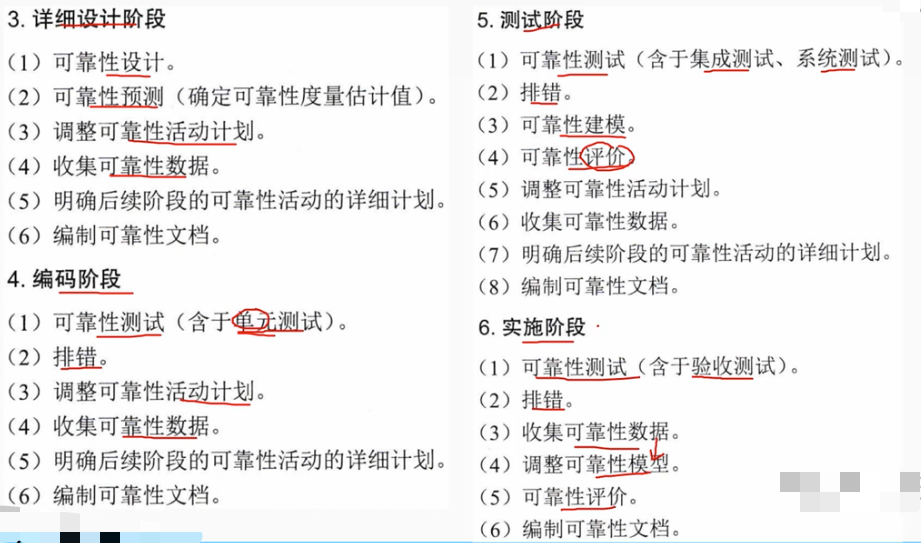 3. 详细设计阶段
（1）可靠性设计。
（2）可靠性预测（确定可靠性度量估计值）。
（3）调整可靠性活动计划。
（4）收集可靠性数据。
（5）明确后续阶段的可靠性活动的详细计划。
（6）编制可靠性文档。
4. 编码阶段
（1）可靠性测试（含于单元测试）。
（2）排错。
（3）调整可靠性活动计划。
（4）收集可靠性数据。
（5）明确后续阶段的可靠性活动的详细计划。
（6）编制可靠性文档。
5. 测试阶段
（1）可靠性测试（含于集成测试、系统测试）。
（2）排错。
（3）可靠性建模。
（4）可靠性评价。
（5）调整可靠性活动计划。
（6）收集可靠性数据。
（7）明确后续阶段的可靠性活动的详细计划。
（8）编制可靠性文档。
6. 实施阶段
（1）可靠性测试（含于验收测试）。
（2）排错。
（3）收集可靠性数据。
（4）调整可靠性模型。
（5）可靠性评价。
（6）编制可靠性文档。